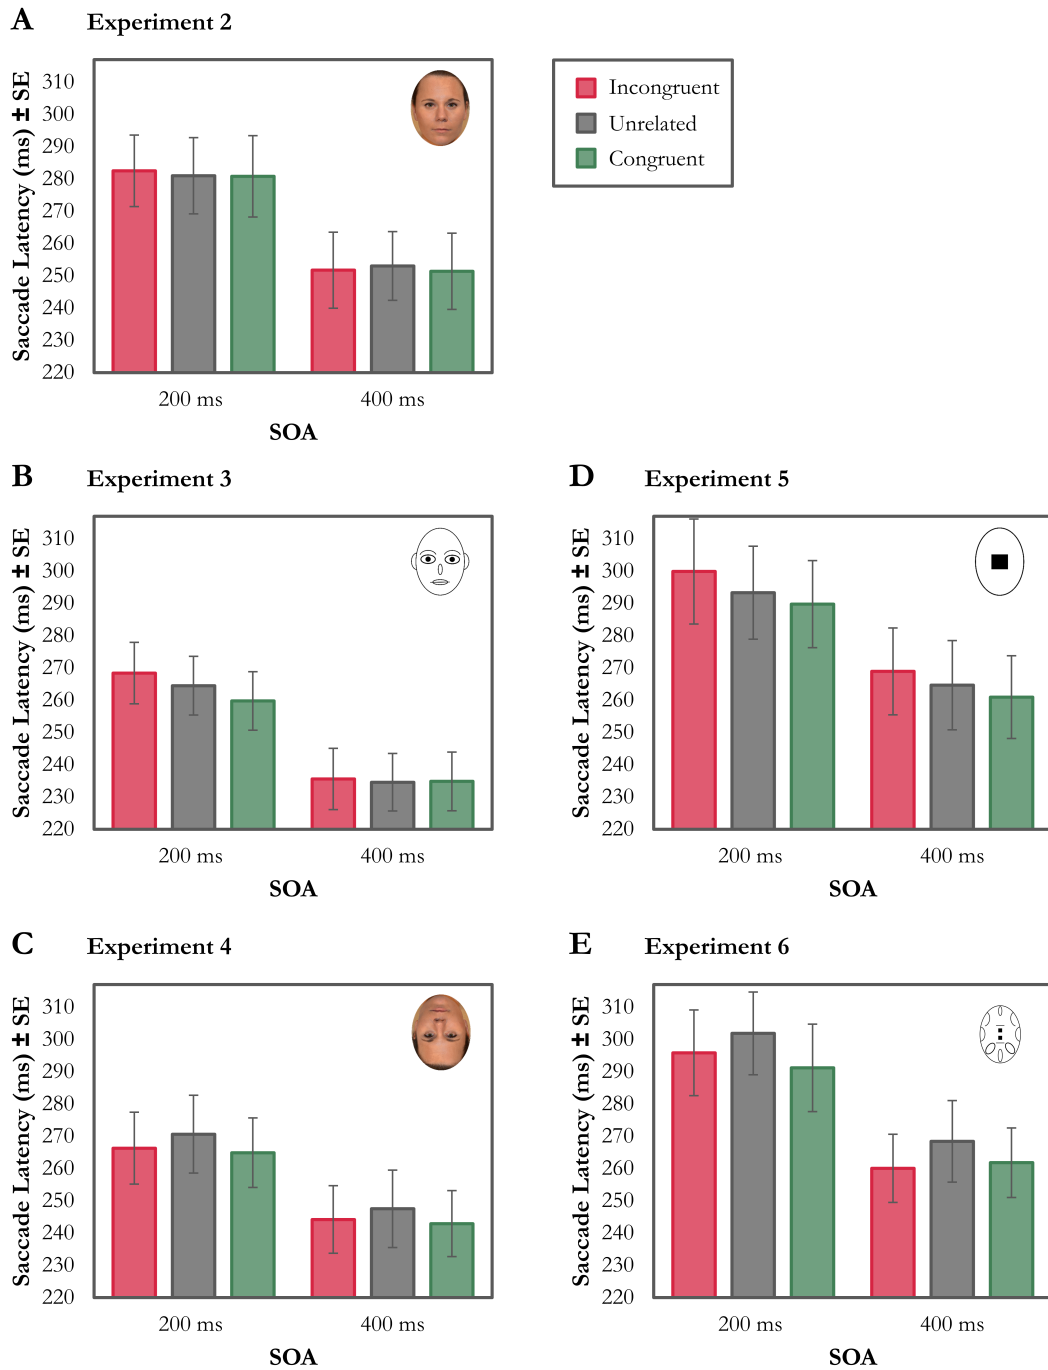 A Experiment 2
Saccade Latency (ms) ± SE
310
300
290
280
270
260
250
240
230
220
200 ms 400 ms
SOA
Incongruent
Unrelated
Congruent
B Experiment 3
Saccade Latency (ms) ± SE
310
300
290
280
270
260
250
240
230
220
200 ms 400 ms
SOA
D Experiment 5
Saccade Latency (ms) ± SE
310
300
290
280
270
260
250
240
230
220
200 ms 400 ms
SOA
C Experiment 4
Saccade Latency (ms) ± SE
310
300
290
280
270
260
250
240
230
220
200 ms 400 ms
SOA
E Experiment 6
Saccade Latency (ms) ± SE
310
300
290
280
270
260
250
240
230
220
200 ms 400 ms
SOA